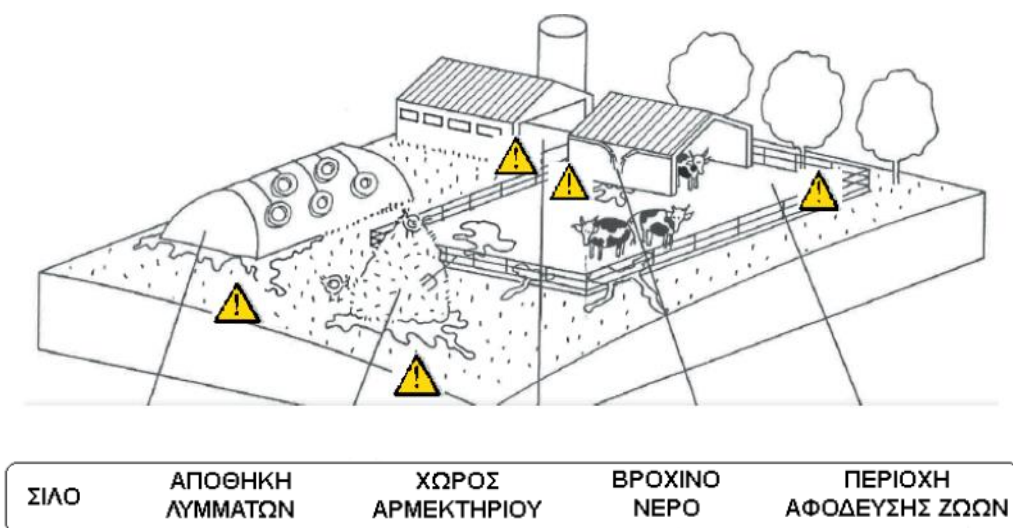 ΣΙΛΟ
ΑΠΟΘΗΚΗ
ΛΥΜΜΑΤΩΝ
ΧΩΡΟΣ
ΑΡΜΕΚΤΗΡΙΟΥ
ΒΡΟΧΙΝΟ
ΝΕΡΟ
ΠΕΡΙΟΧΗ
ΑΦΟΔΕΥΣΗΣ ΖΩΩΝ